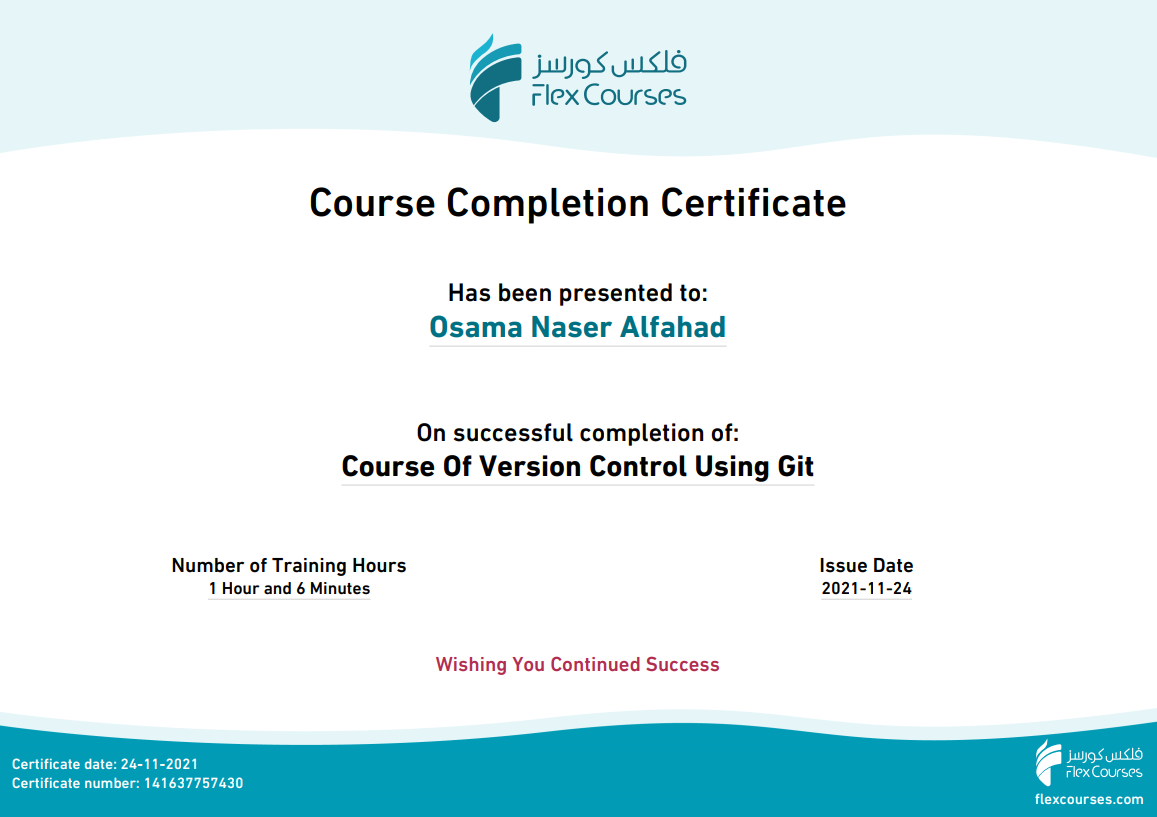 فلكس كورسز
Flex Courses
Course Completion Certificate
Has been presented to:
Osama Naser Alfahad
On successful completion of:
Course Of Version Control Using Git
Number of Training Hours
1 Hour and 6 Minutes
Issue Date
2021-11-24
Wishing You Continued Success
Certificate date: 24-11-2021
Certificate number: 141637757430
فلكس كورسز
Flex Courses
flexcourses.com